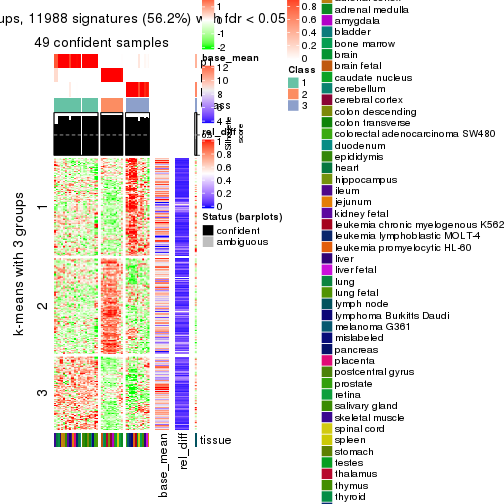 ups, 11988 signatures (56.2%) with fdr < 0.05
49 confident samples
p1
1
0
-1
-2
base_mean
12
10
8
6
4
2
0
rel_diff
1
0.8
0.6
0.4
0.2
0
Status (barplots)
confident
ambiguous
0.8
0.6
0.4
0.2
0
Class
1
2
3
Silhouette
score
k-means with 3 groups
1
2
3
base_mean
rel_diff
tissue
adrenal medulla
amygdala
bladder
bone marrow
brain
brain fetal
caudate nucleus
cerebellum
cerebral cortex
colon descending
colon transverse
colorectal adenocarcinoma SW480
duodenum
epididymis
heart
hippocampus
ileum
jejunum
kidney fetal
leukemia chronic myelogenous K562
leukemia lymphoblastic MOLT-4
leukemia promyelocytic HL-60
liver
liver fetal
lung
lung fetal
lymph node
lymphoma Burkitts Daudi
melanoma G361
mislabeled
pancreas
placenta
postcentral gyrus
prostate
retina
salivary gland
skeletal muscle
spinal cord
spleen
stomach
testes
thalamus
thymus
thyroid